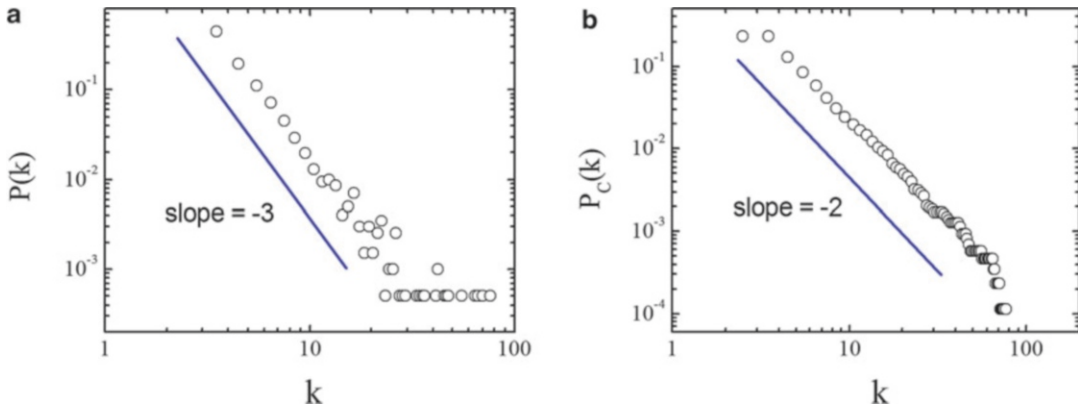 a
P(k)
10⁻¹
10⁻²
10⁻³
slope = -3
1
10
100
k
b
P_C(k)
10⁻¹
10⁻²
10⁻³
10⁻⁴
slope = -2
1
10
100
k